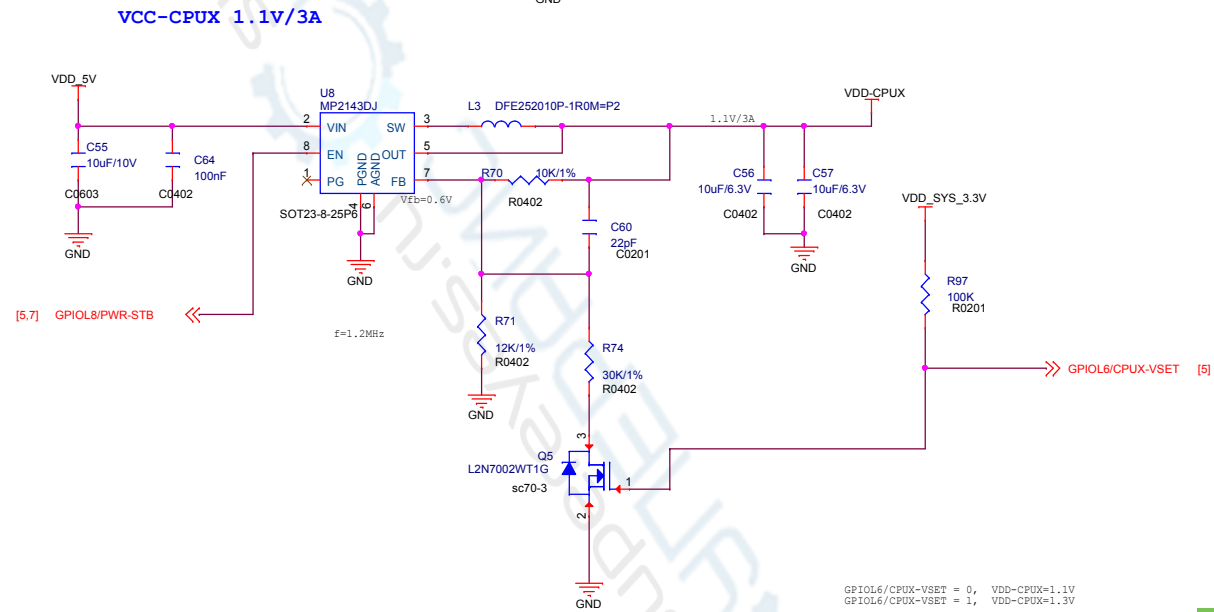 GND
VCC-CPUX 1.1V/3A
VDD_5V
U8
MP2143DJ
L3 DFE252010P-1R0M=P2
VDD-CPUX
1.1V/3A
2 VIN SW 3
8 EN OUT 5
1 PG FB 7
PGND
AGND
4
6
SOT23-8-25P6
Vfb=0.6V
C55
10uF/10V
C0603
C64
100nF
C0402
GND
GND
R70 10K/1%
R0402
C60
22pF
C0201
C56
10uF/6.3V
C0402
C57
10uF/6.3V
C0402
GND
VDD_SYS_3.3V
R97
100K
R0201
[5,7] GPIOL8/PWR-STB
f=1.2MHz
R71
12K/1%
R0402
GND
R74
30K/1%
R0402
GPIOL6/CPUX-VSET [5]
3
Q5
L2N7002WT1G
sc70-3
1
2
GND
GPIOL6/CPUX-VSET = 0, VDD-CPUX=1.1V
GPIOL6/CPUX-VSET = 1, VDD-CPUX=1.3V